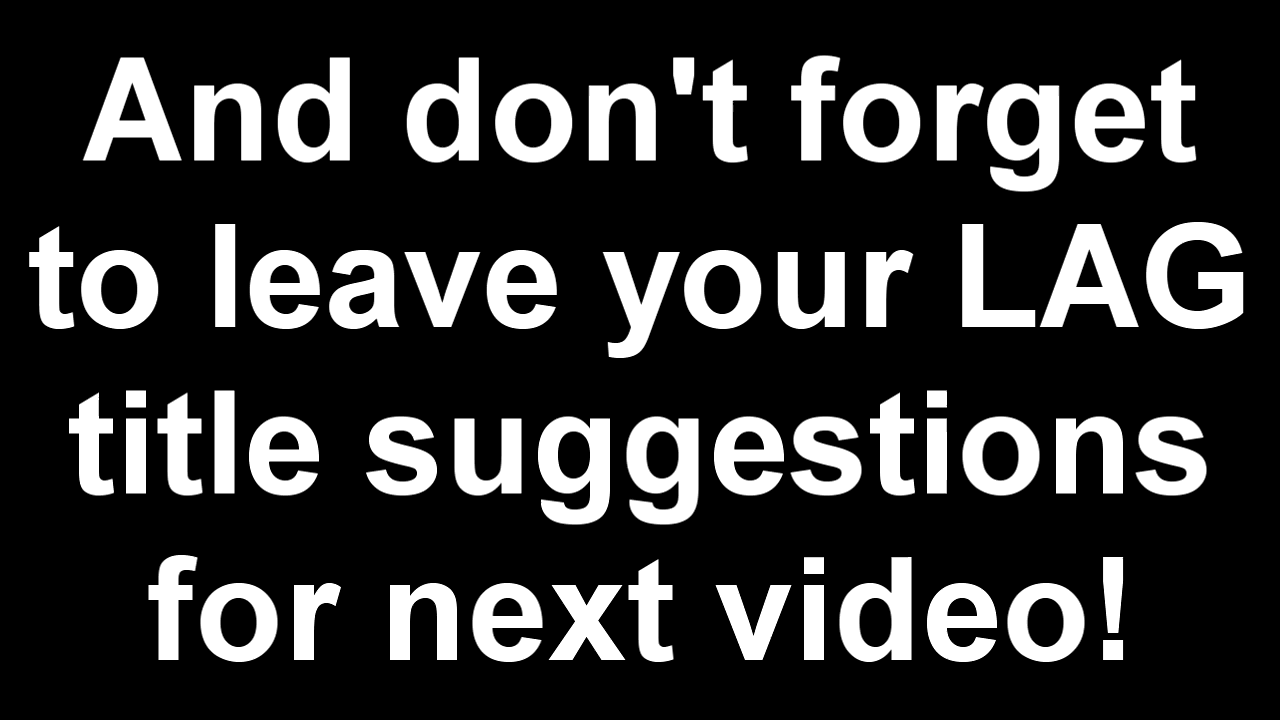 And don't forget
to leave your LAG
title suggestions
for next video!